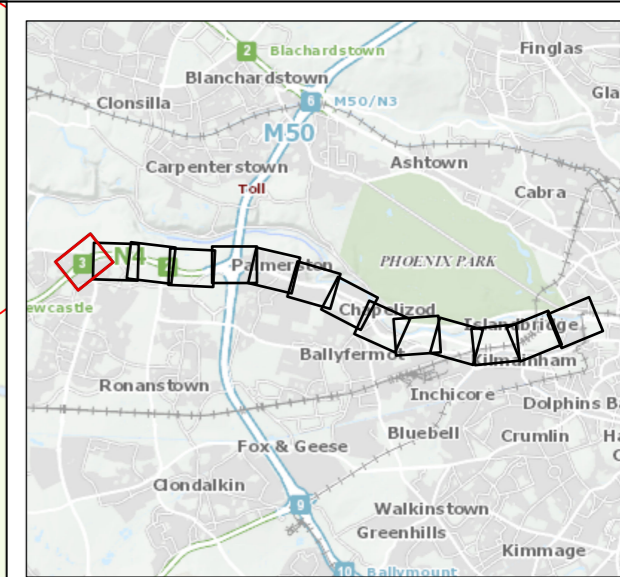 Finglas
2
Blachardstown
Blanchardstown
Gla
Clonsilla
6
M50/N3
M50
Carpenterstown
Ashtown
Toll
Cabra
3
N4
Palmerston
PHOENIX PARK
ewcastle
Chapelizod
Islandbridge
Ballyfermot
Kilmainham
Ronanstown
Inchicore
Dolphins Ba
Bluebell
Crumlin
Ha
Fox & Geese
C
Clondalkin
9
Walkinstown
Greenhills
Kimmage
10
Ballymount